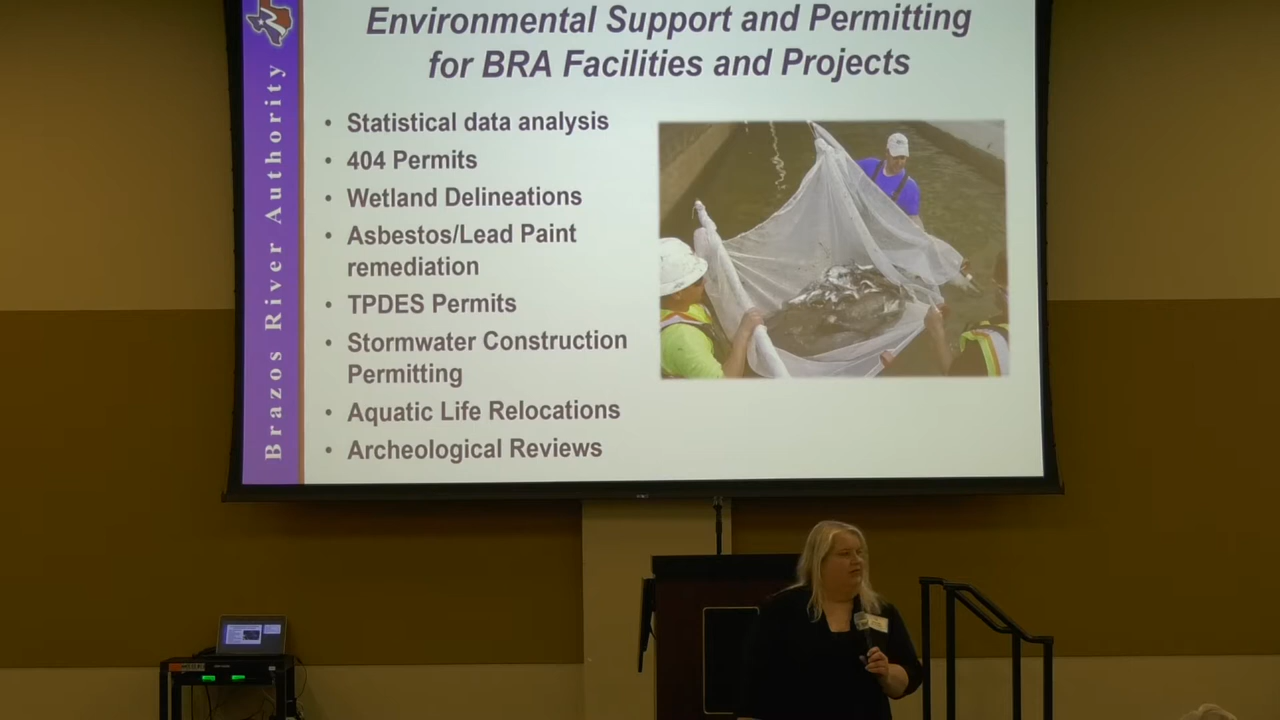 Environmental Support and Permitting
for BRA Facilities and Projects
Brazos River Authority
• Statistical data analysis
• 404 Permits
• Wetland Delineations
• Asbestos/Lead Paint
remediation
• TPDES Permits
• Stormwater Construction
Permitting
• Aquatic Life Relocations
• Archeological Reviews